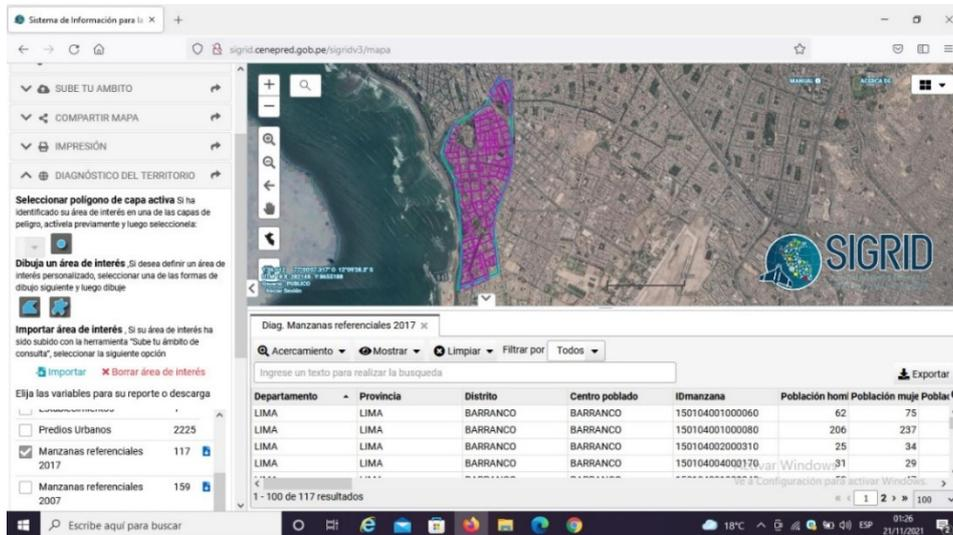 Sistema de Información para la ×
+
sigrid.cenepred.gob.pe/sigridv3/mapa
SUBE TU AMBITO
COMPARTIR MAPA
IMPRESIÓN
DIAGNÓSTICO DEL TERRITORIO
Seleccionar polígono de capa activa Si ha
identificado su área de interés en una de las capas de
peligro, actívela previamente y luego seleccionela:
Dibuja un área de interés ,Si desea definir un área de
interés personalizado, seleccionar una de las formas de
dibujo siguiente y luego dibuje
Importar área de interés , Si su área de interés ha
sido subido con la herramienta "Sube tu ámbito de
consulta", seleccionar la siguiente opción
Importar × Borrar área de interés
Elija las variables para su reporte o descarga
Predios Urbanos 2225
Manzanas referenciales 117
2017
Manzanas referenciales 159
2007
MANUAL
ACERCA DE
SIGRID
Diag. Manzanas referenciales 2017 ×
Acercamiento Mostrar Limpiar Filtrar por Todos
Ingrese un texto para realizar la busqueda
Exportar
Departamento Provincia Distrito Centro poblado IDmanzana Población homl Población muje Poblac
LIMA LIMA BARRANCO BARRANCO 150104001000060 62 75
LIMA LIMA BARRANCO BARRANCO 150104001000080 206 237
LIMA LIMA BARRANCO BARRANCO 150104002000310 25 34
LIMA LIMA BARRANCO BARRANCO 150104004000170 31 29
Activar Windows
Ve a Configuración para activar Windows.
1 - 100 de 117 resultados
« < 1 2 > » 100
Escribe aquí para buscar
18°C
ESP
01:26
21/11/2021